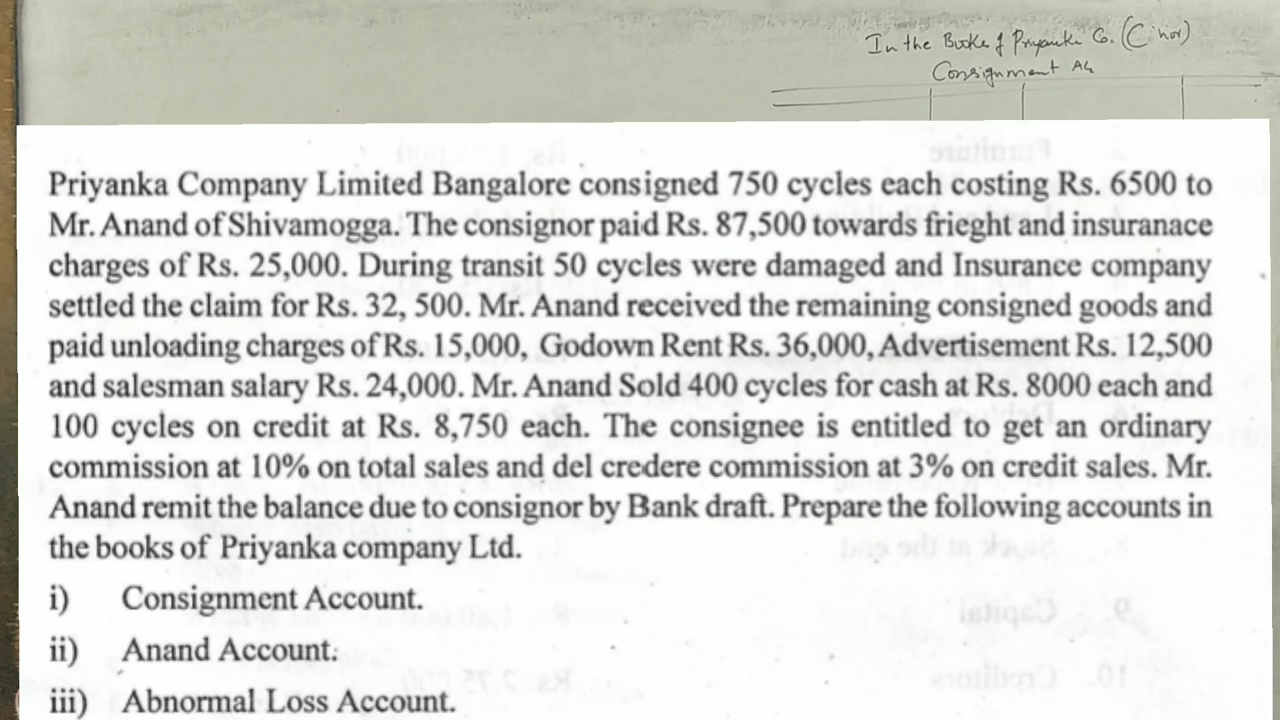 In the Books of Priyanka Co. (C'nor)
Consignment A/c
Priyanka Company Limited Bangalore consigned 750 cycles each costing Rs. 6500 to
Mr. Anand of Shivamogga. The consignor paid Rs. 87,500 towards frieght and insuranace
charges of Rs. 25,000. During transit 50 cycles were damaged and Insurance company
settled the claim for Rs. 32, 500. Mr. Anand received the remaining consigned goods and
paid unloading charges of Rs. 15,000, Godown Rent Rs. 36,000, Advertisement Rs. 12,500
and salesman salary Rs. 24,000. Mr. Anand Sold 400 cycles for cash at Rs. 8000 each and
100 cycles on credit at Rs. 8,750 each. The consignee is entitled to get an ordinary
commission at 10% on total sales and del credere commission at 3% on credit sales. Mr.
Anand remit the balance due to consignor by Bank draft. Prepare the following accounts in
the books of Priyanka company Ltd.
i) Consignment Account.
ii) Anand Account.
iii) Abnormal Loss Account.